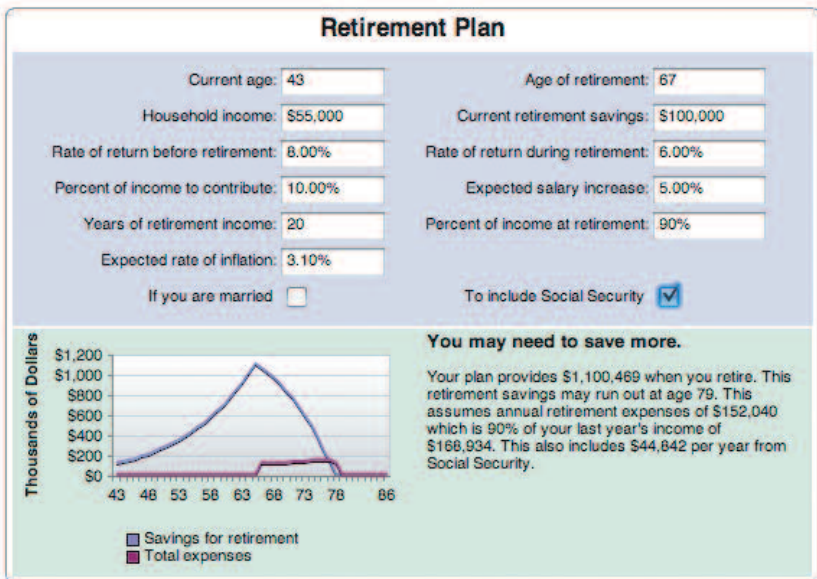 Retirement Plan
Current age: 43
Age of retirement: 67
Household income: $55,000
Current retirement savings: $100,000
Rate of return before retirement: 8.00%
Rate of return during retirement: 6.00%
Percent of income to contribute: 10.00%
Expected salary increase: 5.00%
Years of retirement income: 20
Percent of income at retirement: 90%
Expected rate of inflation: 3.10%
If you are married
To include Social Security
Thousands of Dollars
$1,200
$1,000
$800
$600
$400
$200
$0
43 48 53 58 63 68 73 78 86
Savings for retirement
Total expenses
You may need to save more.
Your plan provides $1,100,469 when you retire. This
retirement savings may run out at age 79. This
assumes annual retirement expenses of $152,040
which is 90% of your last year's income of
$168,934. This also includes $44,842 per year from
Social Security.